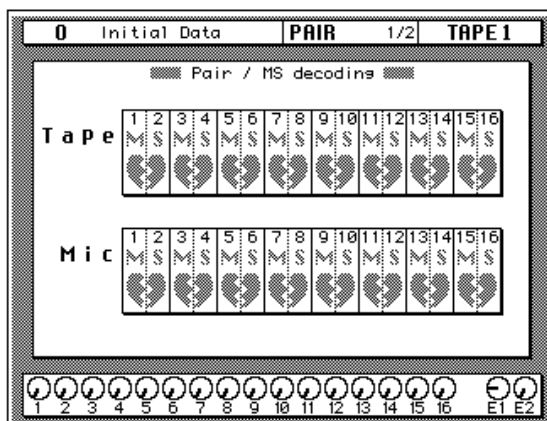 0 Initial Data PAIR 1/2 TAPE 1
Pair / MS decoding
1 2 3 4 5 6 7 8 9 10 11 12 13 14 15 16
Tape M S M S M S M S M S M S M S M S
1 2 3 4 5 6 7 8 9 10 11 12 13 14 15 16
Mic M S M S M S M S M S M S M S M S
1 2 3 4 5 6 7 8 9 10 11 12 13 14 15 16 E1 E2